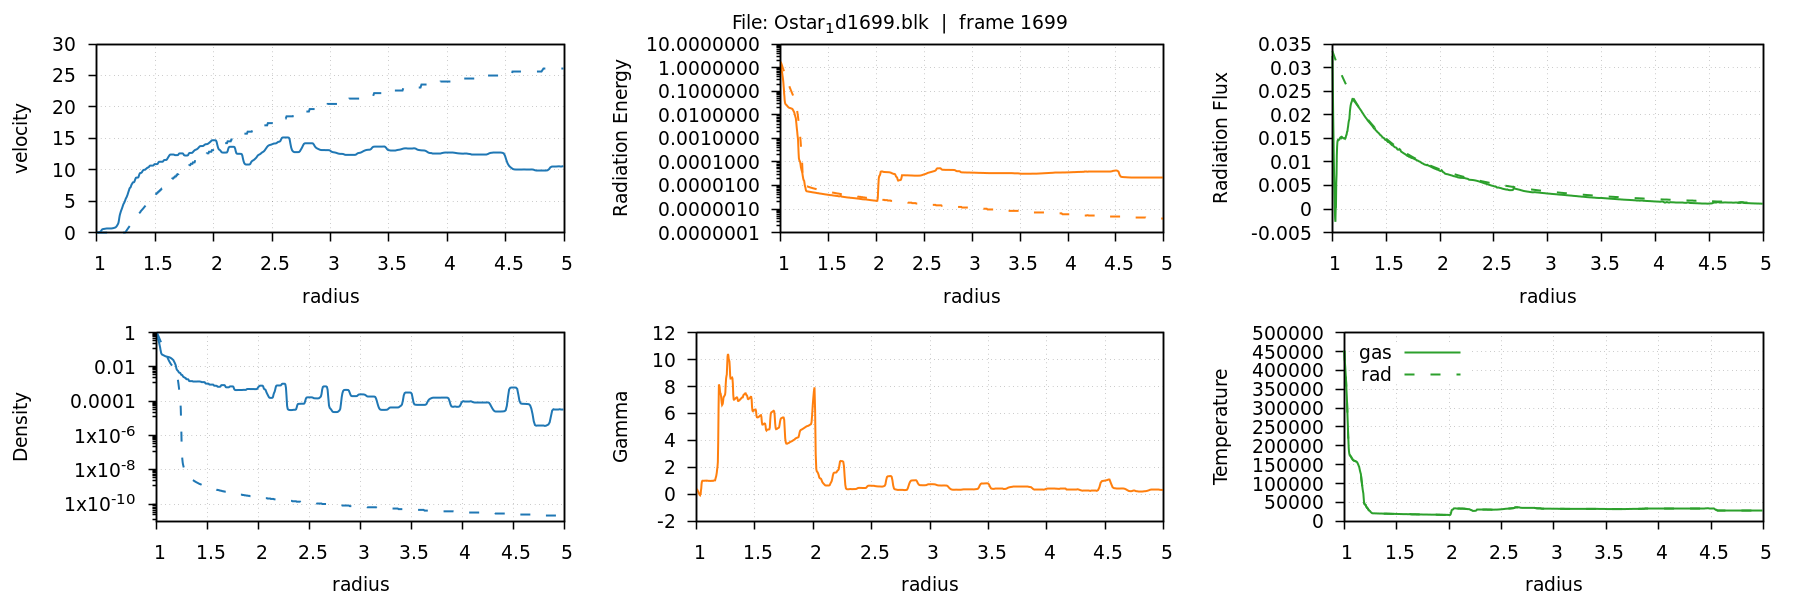 File: Ostar1d1699.blk | frame 1699
velocity
30
25
20
15
10
5
0
1 1.5 2 2.5 3 3.5 4 4.5 5
radius
Radiation Energy
10.0000000
1.0000000
0.1000000
0.0100000
0.0010000
0.0001000
0.0000100
0.0000010
0.0000001
1 1.5 2 2.5 3 3.5 4 4.5 5
radius
Radiation Flux
0.035
0.03
0.025
0.02
0.015
0.01
0.005
0
-0.005
1 1.5 2 2.5 3 3.5 4 4.5 5
radius
Density
1
0.01
0.0001
1x10-6
1x10-8
1x10-10
1 1.5 2 2.5 3 3.5 4 4.5 5
radius
Gamma
12
10
8
6
4
2
0
-2
1 1.5 2 2.5 3 3.5 4 4.5 5
radius
Temperature
500000
450000
400000
350000
300000
250000
200000
150000
100000
50000
0
gas
rad
1 1.5 2 2.5 3 3.5 4 4.5 5
radius